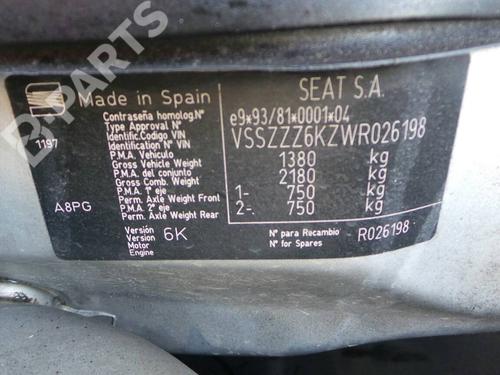 B-PARTS
Made in Spain
SEAT S.A.
Contraseña homolog.Nº
Type Approval Nº
e9*93/81*0001*04
Identific.Codigo VIN
Identification Nº VIN
VSSZZZ6KZWR026198
1197
P.M.A. Vehiculo
Gross Vehicle Weight
1380 kg
P.M.A. del conjunto
Gross Comb. Weight
2180 kg
P.M.A. 1º eje
Perm. Axle Weight Front
1- 750 kg
A8PG
P.M.A. 2º eje
Perm. Axle Weight Rear
2-. 750 kg
Versión
Version
6K
Motor
Engine
Nº para Recambio
Nº for Spares
R026198